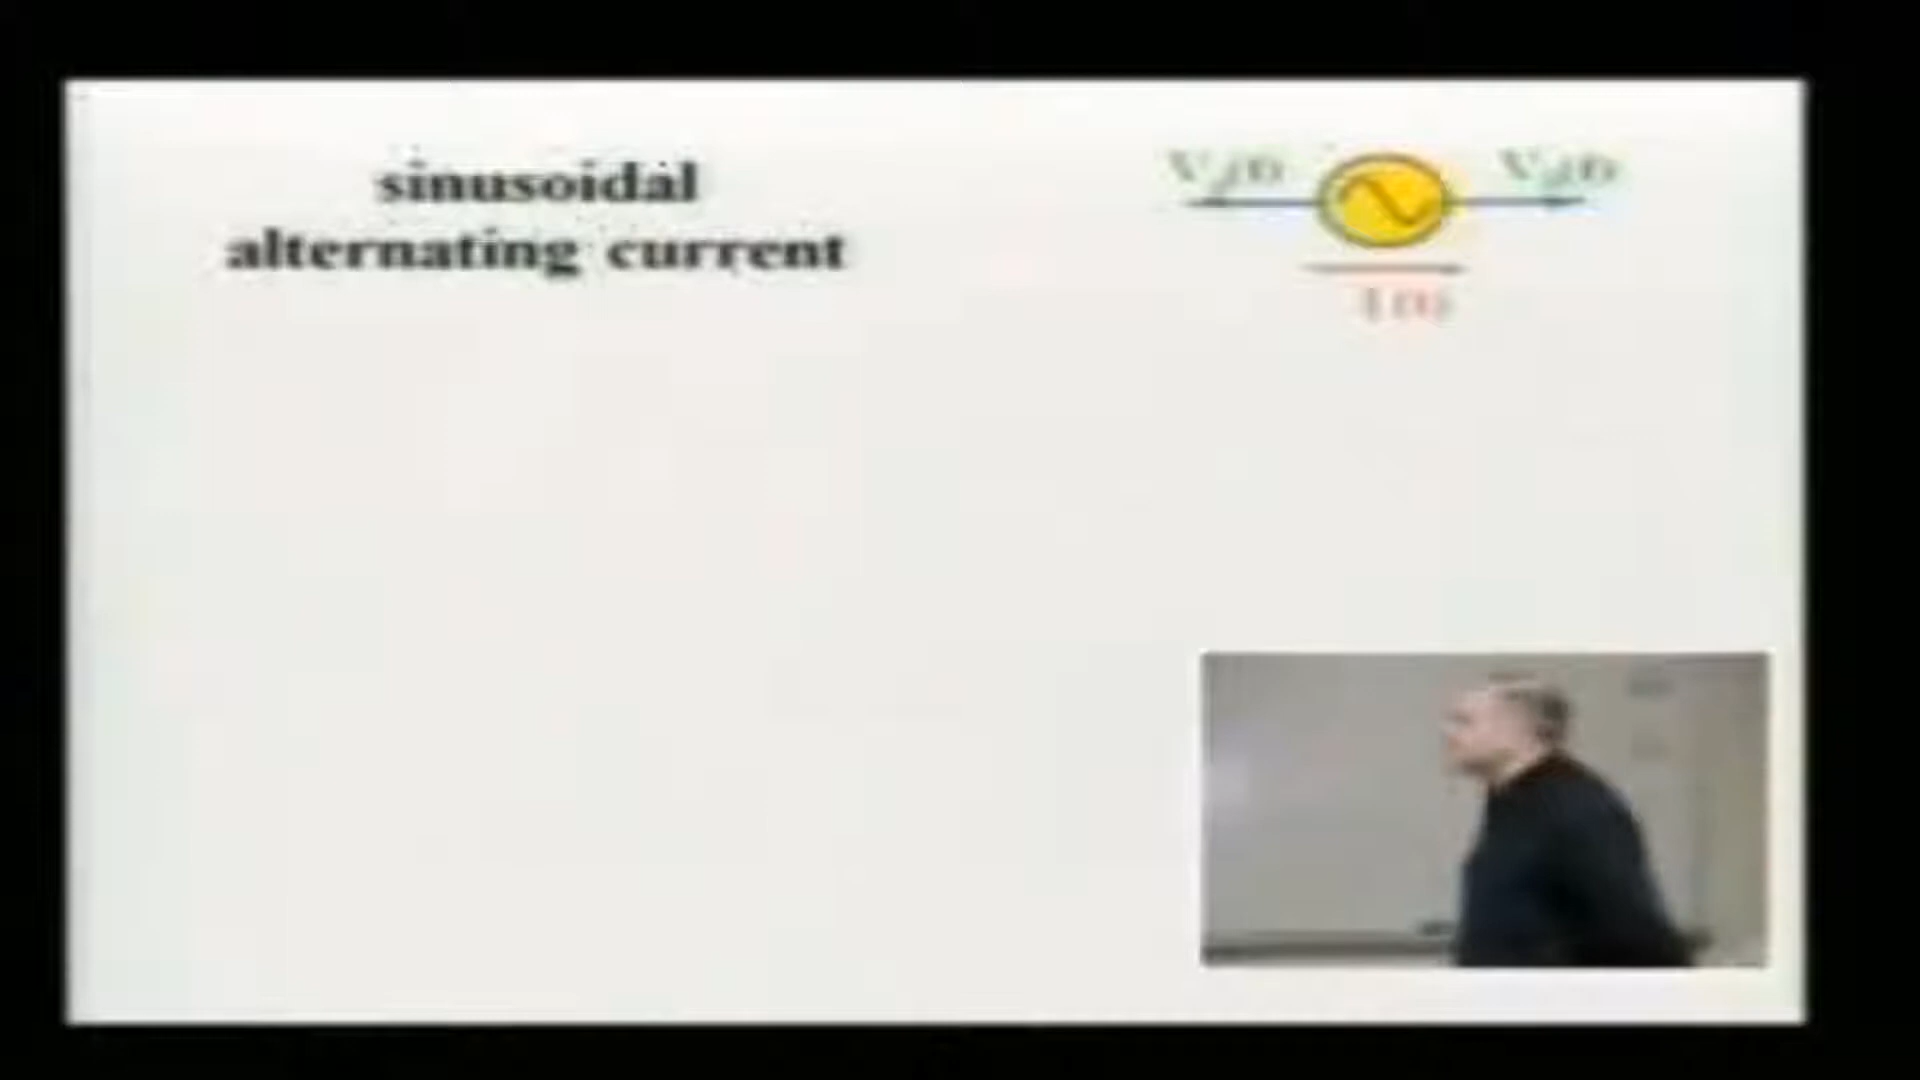 sinusoidal
alternating current
I (t)